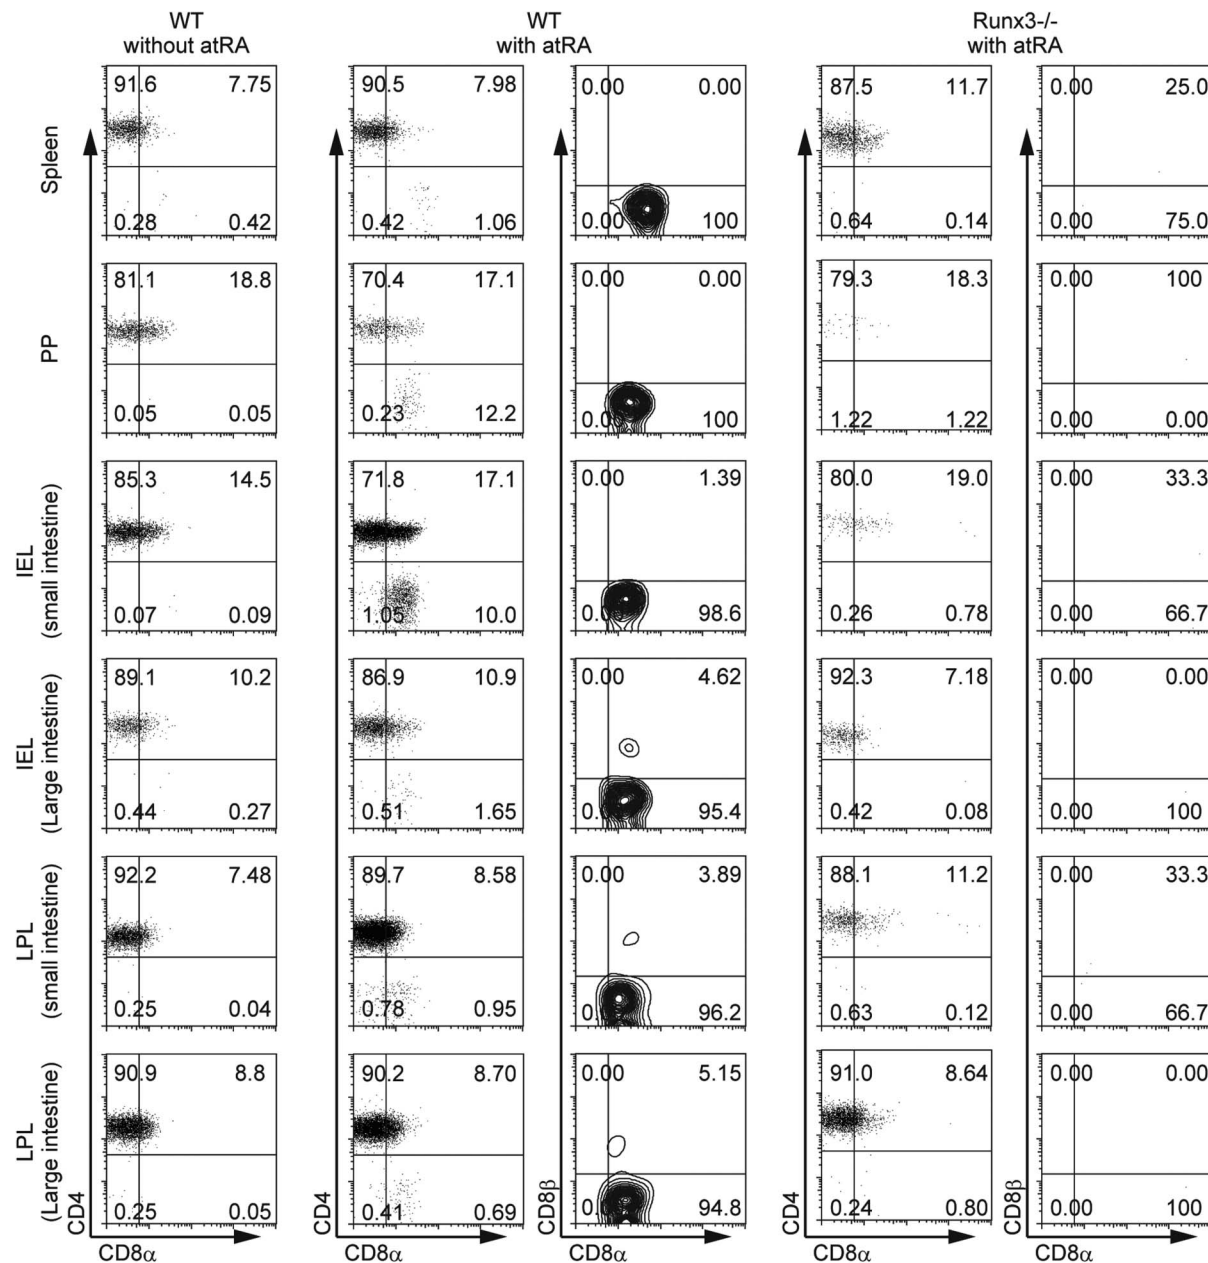 WT
without atRA
WT
with atRA
Runx3-/-
with atRA
Spleen
91.6 7.75
0.28 0.42
90.5 7.98
0.42 1.06
0.00 0.00
0.00 100
87.5 11.7
0.64 0.14
0.00 25.0
0.00 75.0
PP
81.1 18.8
0.05 0.05
70.4 17.1
0.23 12.2
0.00 0.00
0.00 100
79.3 18.3
1.22 1.22
0.00 100
0.00 0.00
IEL
(small intestine)
85.3 14.5
0.07 0.09
71.8 17.1
1.05 10.0
0.00 1.39
98.6
80.0 19.0
0.26 0.78
0.00 33.3
0.00 66.7
IEL
(Large intestine)
89.1 10.2
0.44 0.27
86.9 10.9
0.51 1.65
0.00 4.62
95.4
92.3 7.18
0.42 0.08
0.00 0.00
0.00 100
LPL
(small intestine)
92.2 7.48
0.25 0.04
89.7 8.58
0.78 0.95
0.00 3.89
96.2
88.1 11.2
0.63 0.12
0.00 33.3
0.00 66.7
LPL
(Large intestine)
90.9 8.8
0.25 0.05
90.2 8.70
0.41 0.69
0.00 5.15
94.8
91.0 8.64
0.24 0.80
0.00 0.00
0.00 100
CD4
CD8α
CD4
CD8α
CD8β
CD8α
CD4
CD8α
CD8β
CD8α